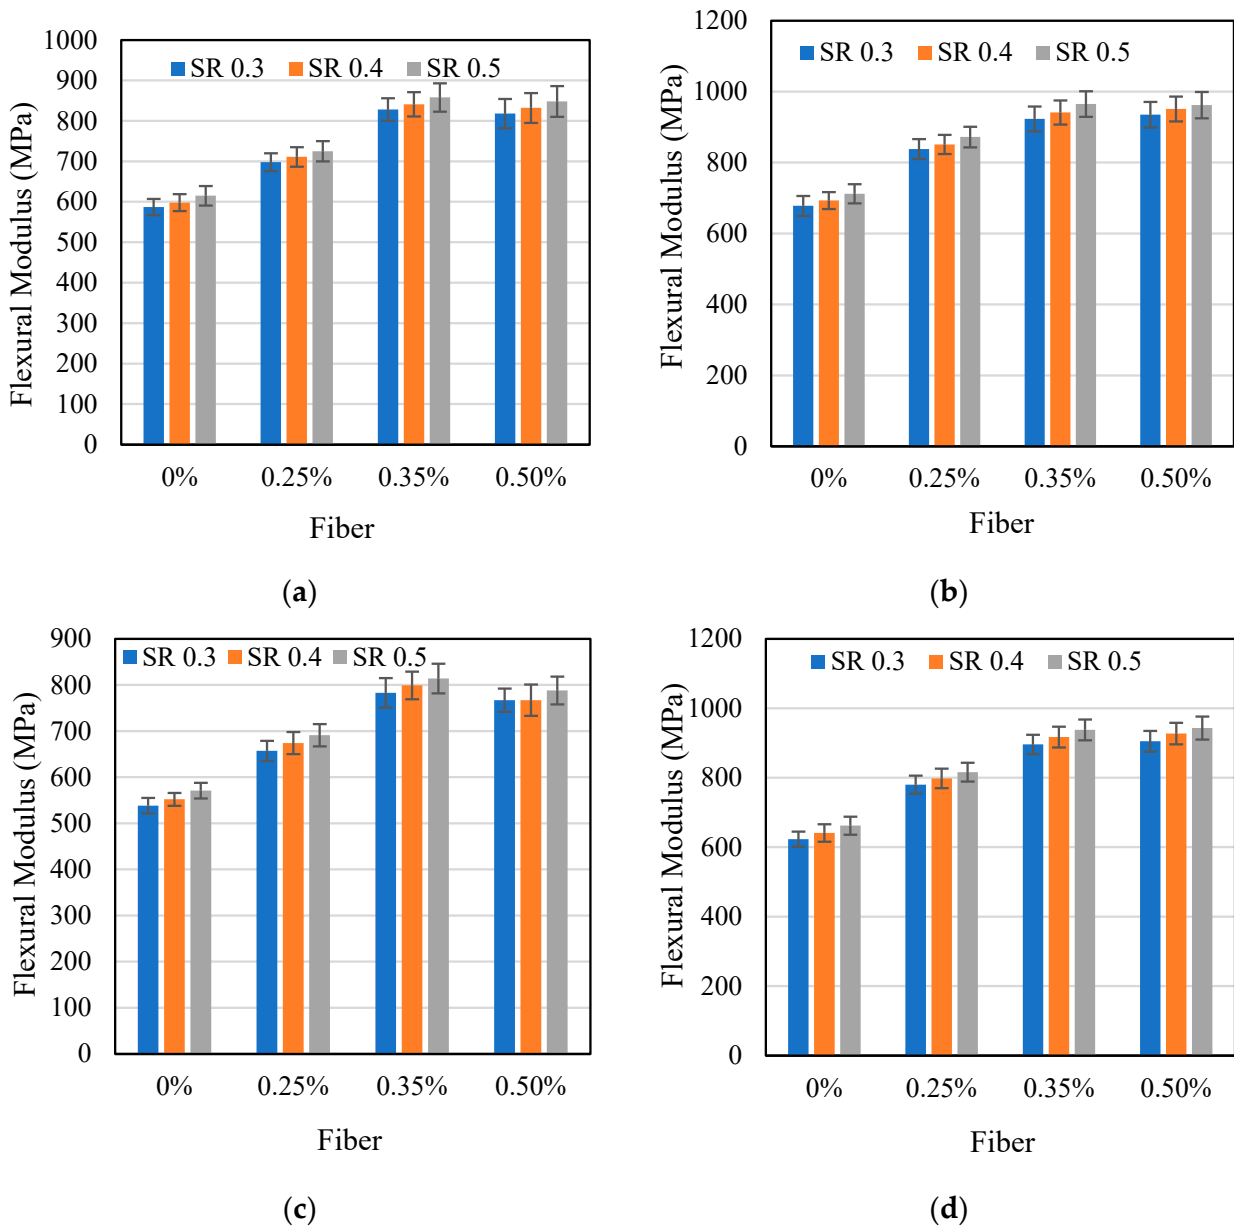 1000
900
800
700
600
500
400
300
200
100
0
Flexural Modulus (MPa)
SR 0.3 SR 0.4 SR 0.5
0% 0.25% 0.35% 0.50%
Fiber
(a)
1200
1000
800
600
400
200
0
Flexural Modulus (MPa)
SR 0.3 SR 0.4 SR 0.5
0% 0.25% 0.35% 0.50%
Fiber
(b)
900
800
700
600
500
400
300
200
100
0
Flexural Modulus (MPa)
SR 0.3 SR 0.4 SR 0.5
0% 0.25% 0.35% 0.50%
Fiber
(c)
1200
1000
800
600
400
200
0
Flexural Modulus (MPa)
SR 0.3 SR 0.4 SR 0.5
0% 0.25% 0.35% 0.50%
Fiber
(d)